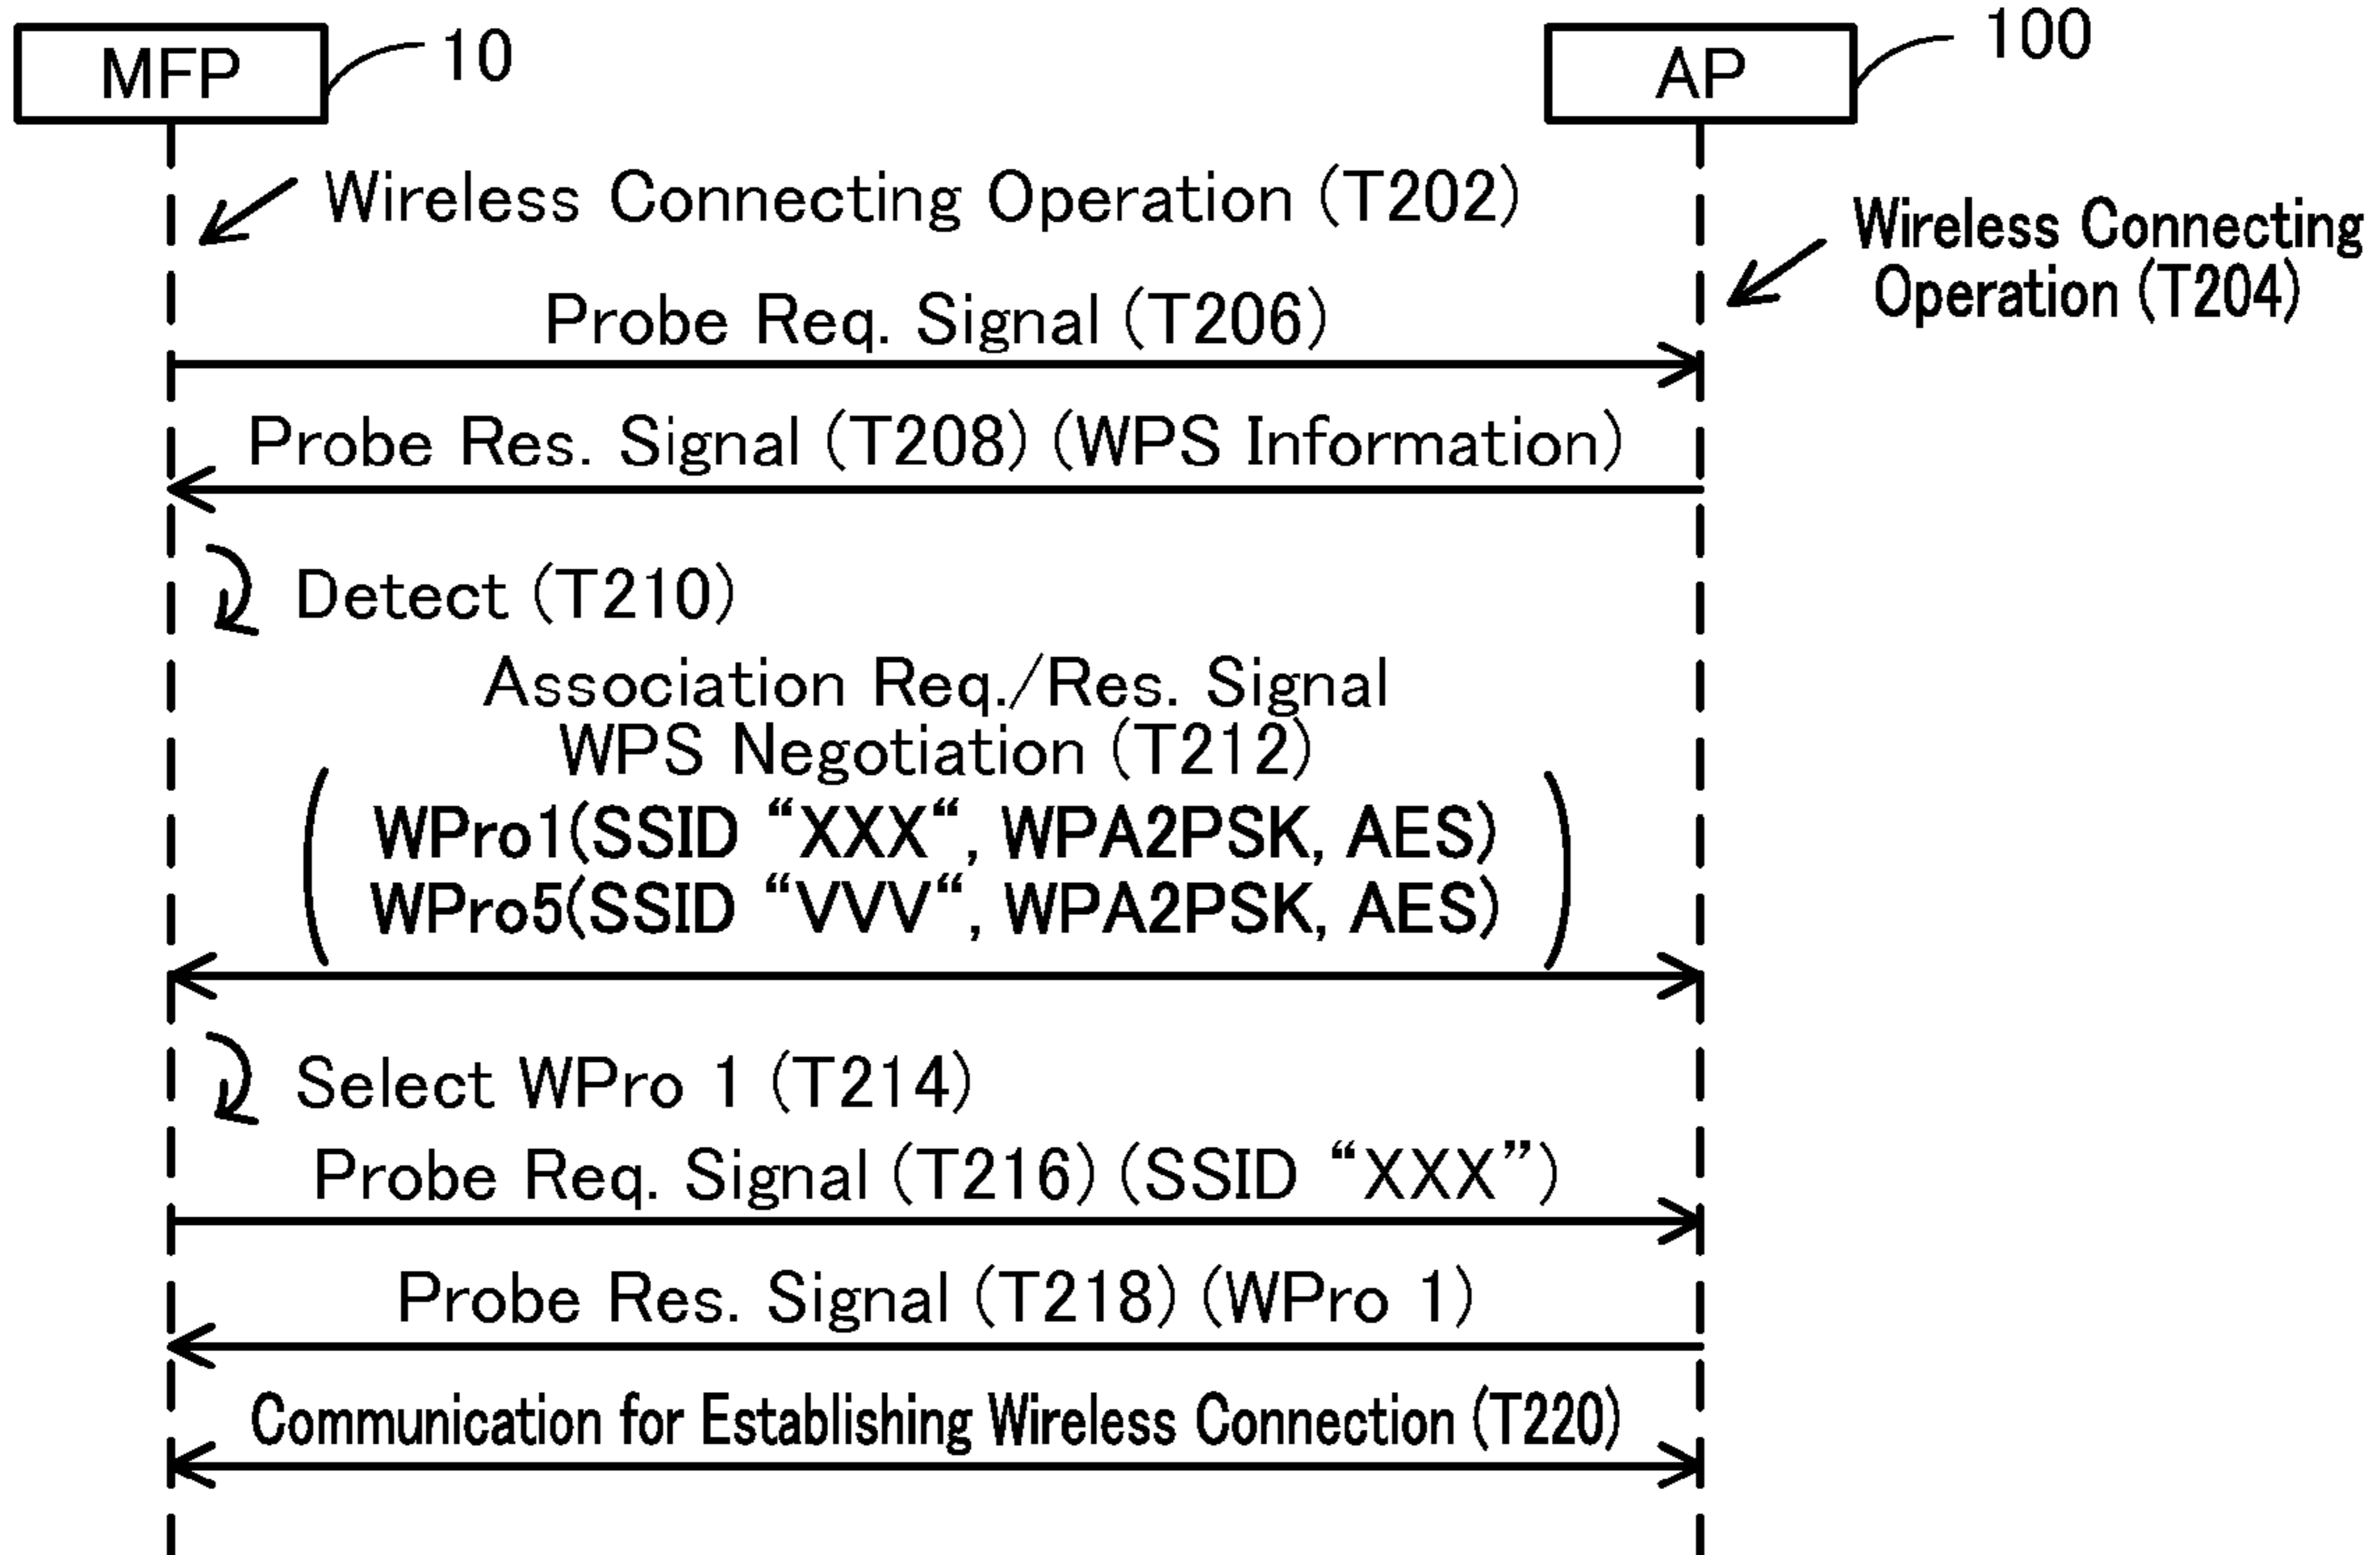 MFP
10
AP
100
Wireless Connecting Operation (T202)
Wireless Connecting
Operation (T204)
Probe Req. Signal (T206)
Probe Res. Signal (T208) (WPS Information)
Detect (T210)
Association Req./Res. Signal
WPS Negotiation (T212)
WPro1(SSID “XXX“, WPA2PSK, AES)
WPro5(SSID “VVV“, WPA2PSK, AES)
Select WPro 1 (T214)
Probe Req. Signal (T216) (SSID “XXX”)
Probe Res. Signal (T218) (WPro 1)
Communication for Establishing Wireless Connection (T220)